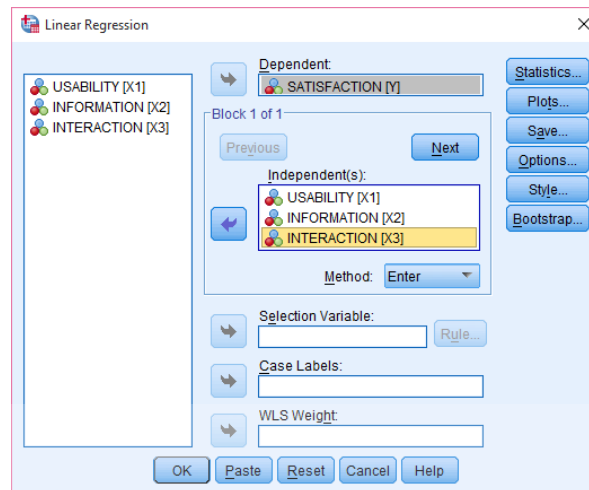 Linear Regression
USABILITY [X1]
INFORMATION [X2]
INTERACTION [X3]
Dependent:
SATISFACTION [Y]
Block 1 of 1
Previous
Next
Independent(s):
USABILITY [X1]
INFORMATION [X2]
INTERACTION [X3]
Method: Enter
Selection Variable:
Rule...
Case Labels:
WLS Weight:
Statistics...
Plots...
Save...
Options...
Style...
Bootstrap...
OK Paste Reset Cancel Help